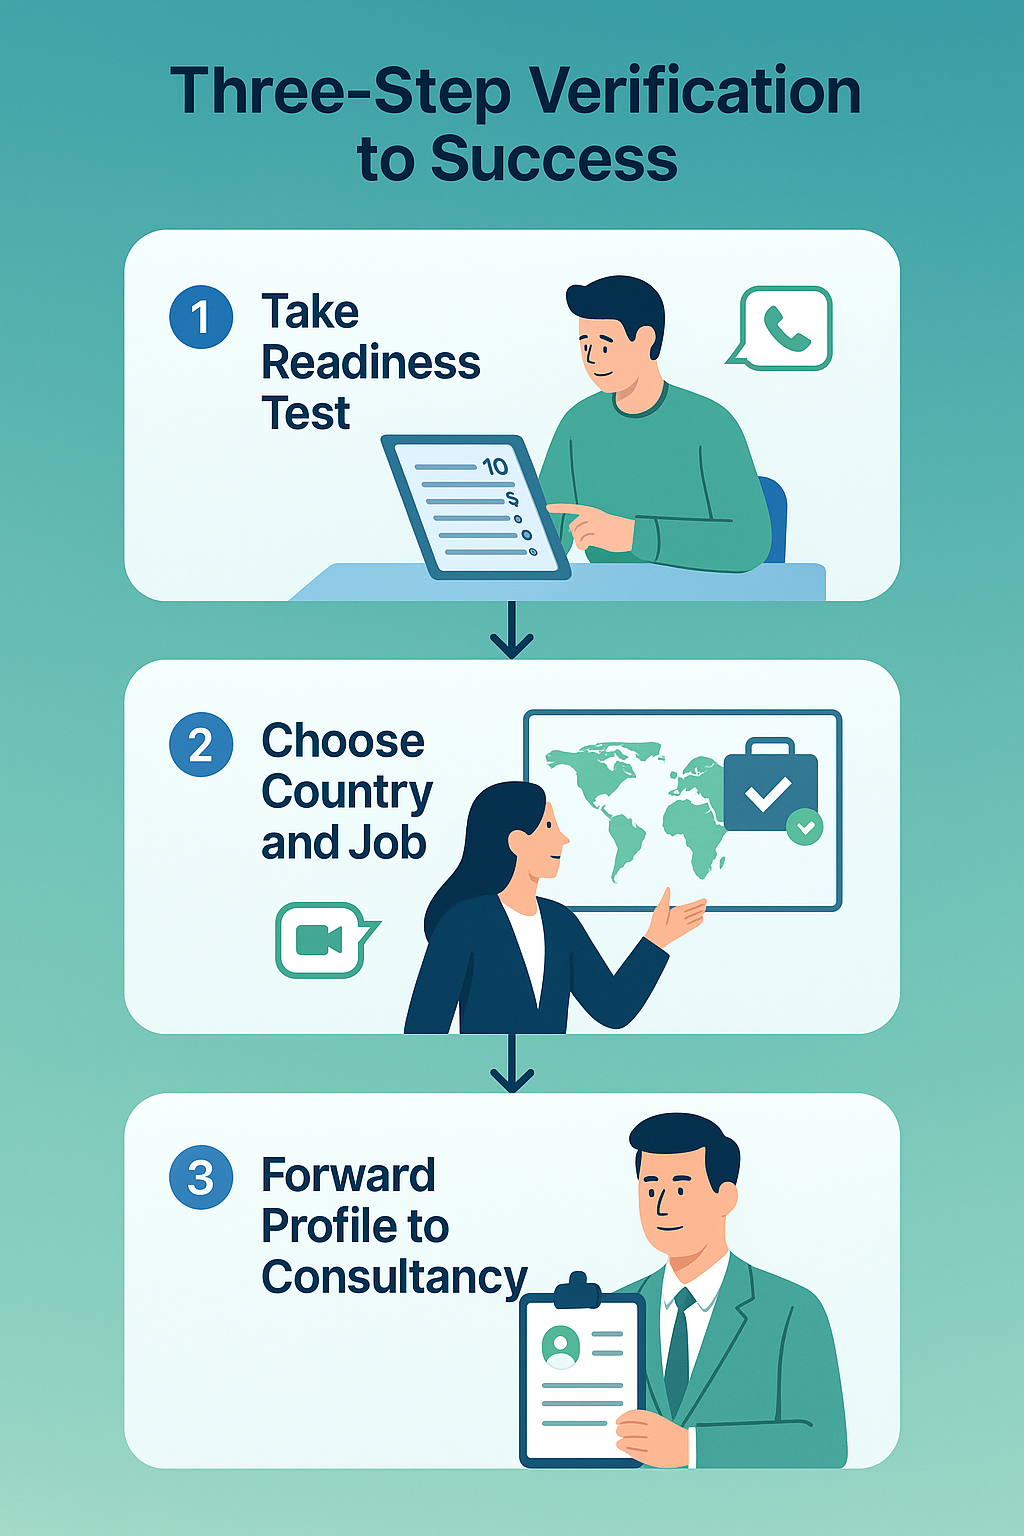 Three-Step Verification
to Success
1
Take
Readiness
Test
10
$
2
Choose
Country
and Job
3
Forward
Profile to
Consultancy